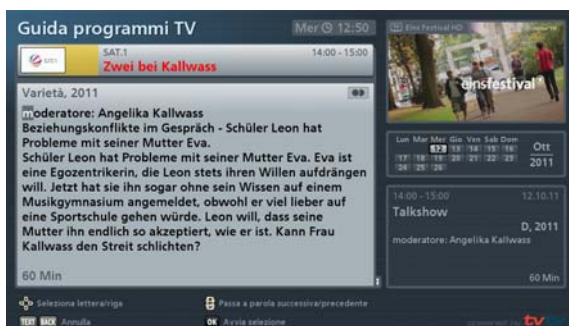 Guida programmi TV
Mer 12:50
SAT.1
14:00 - 15:00
Zwei bei Kallwass
Varietà, 2011
moderatore: Angelika Kallwass
Beziehungskonflikte im Gespräch - Schüler Leon hat
Probleme mit seiner Mutter Eva.
Schüler Leon hat Probleme mit seiner Mutter Eva. Eva ist
eine Egozentrikerin, die Leon stets ihren Willen aufdrängen
will. Jetzt hat sie ihn sogar ohne sein Wissen auf einem
Musikgymnasium angemeldet, obwohl er viel lieber auf
eine Sportschule gehen würde. Leon will, dass seine
Mutter ihn endlich so akzeptiert, wie er ist. Kann Frau
Kallwass den Streit schlichten?
60 Min
Eins Festival HD
einsfestival
Lun Mar Mer Gio Ven Sab Dom
12 13 14 15 16
17 18 19 20 21 22 23
24 25 26
Ott
2011
14:00 - 15:00
12.10.11
Talkshow
D, 2011
moderatore: Angelika Kallwass
60 Min
Seleziona lettera/riga
Passa a parola successiva/precedente
TEXT BACK Annulla
OK Avvia selezione